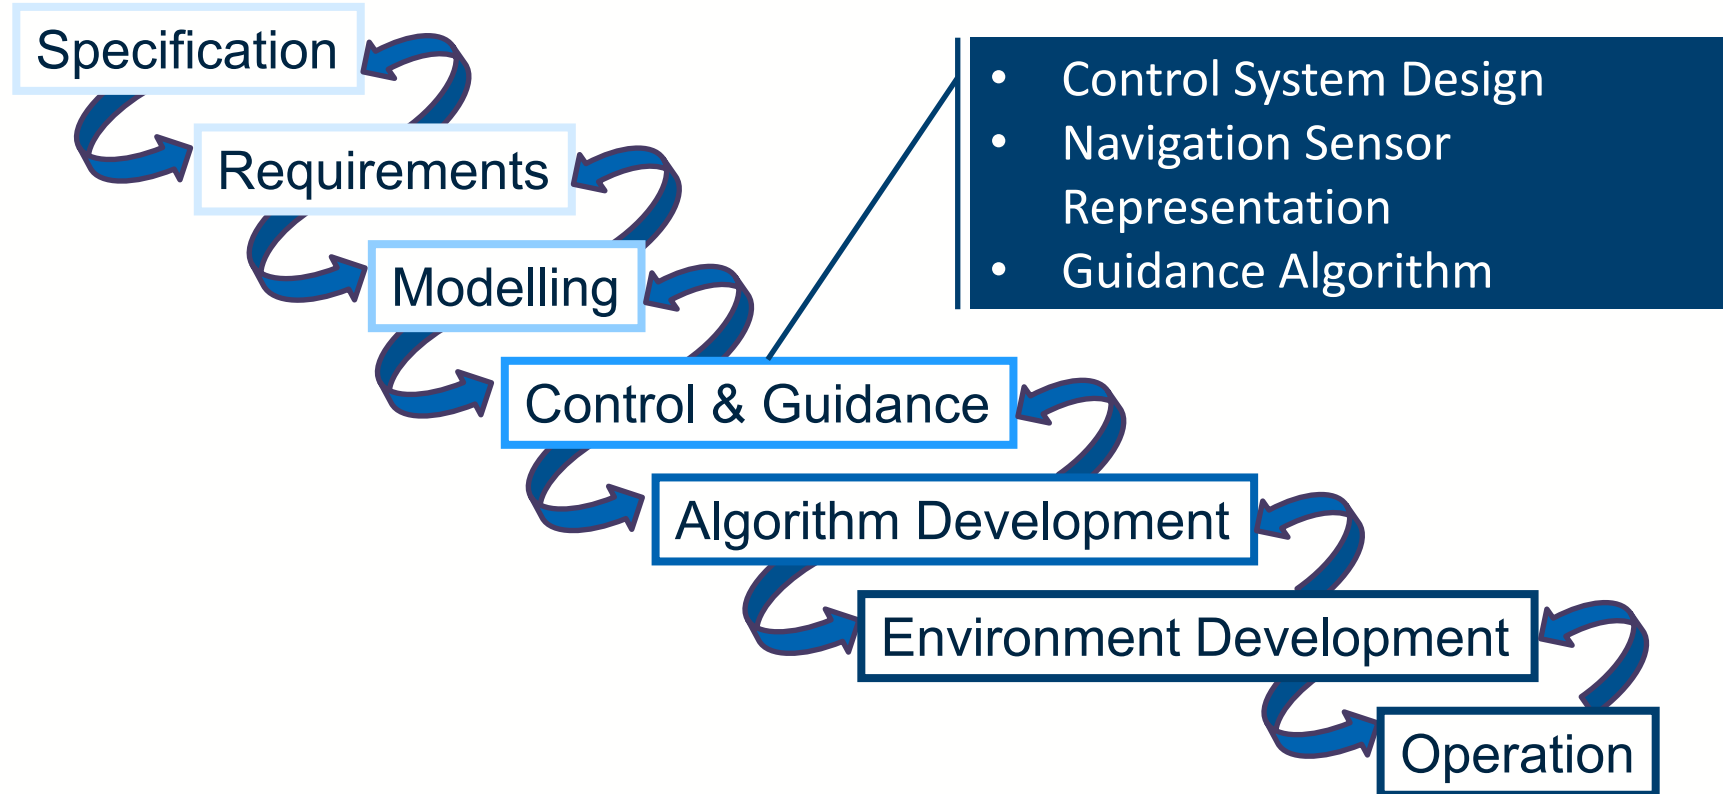 Specification
Requirements
Modelling
Control & Guidance
Algorithm Development
Environment Development
Operation
• Control System Design
• Navigation Sensor
Representation
• Guidance Algorithm